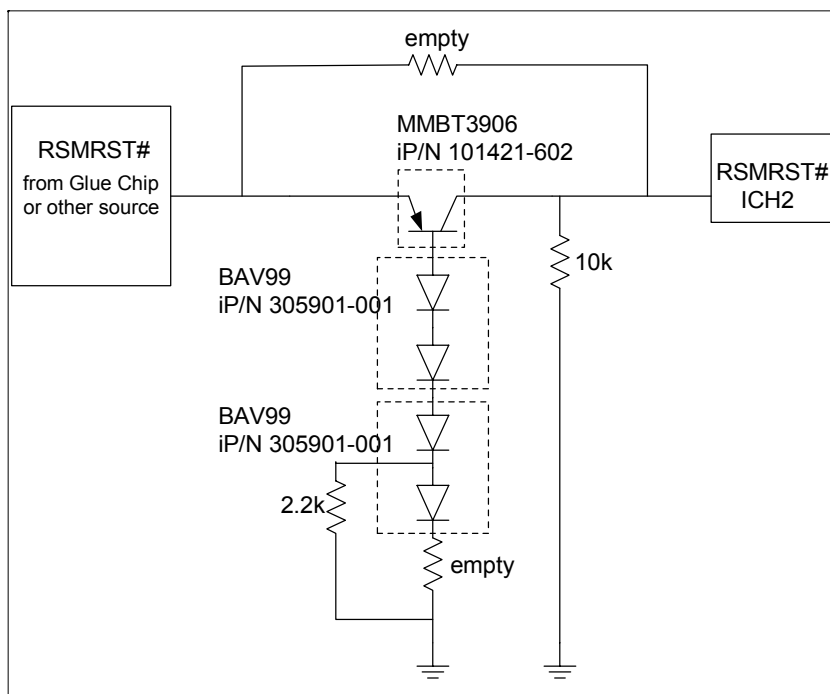 empty
MMBT3906
iP/N 101421-602
RSMRST#
from Glue Chip
or other source
RSMRST#
ICH2
10k
BAV99
iP/N 305901-001
BAV99
iP/N 305901-001
2.2k
empty